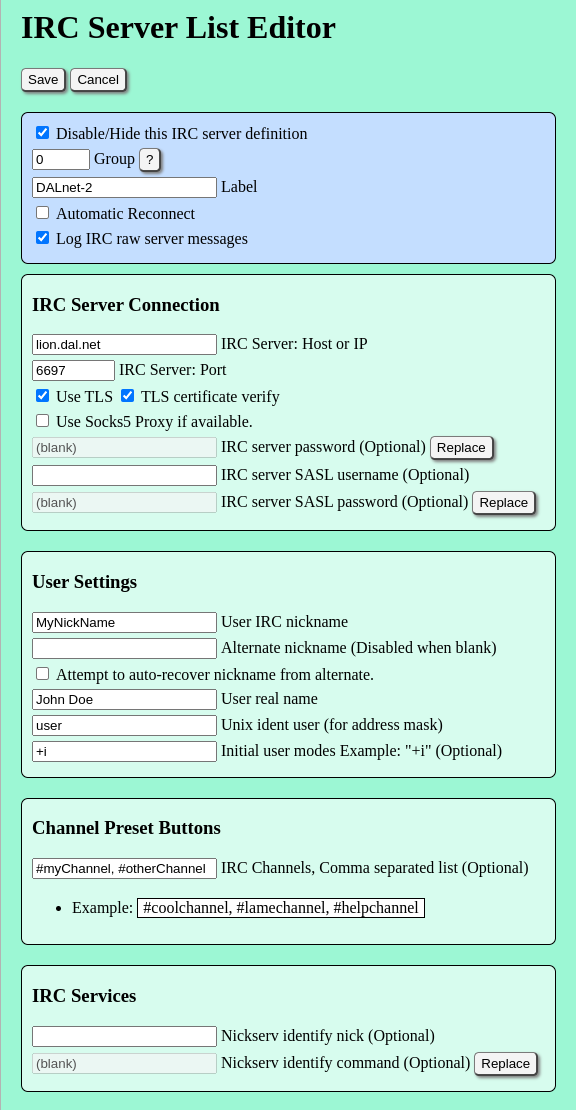 IRC Server List Editor
Save Cancel
Disable/Hide this IRC server definition
0 Group ?
DALnet-2 Label
Automatic Reconnect
Log IRC raw server messages
IRC Server Connection
lion.dal.net IRC Server: Host or IP
6697 IRC Server: Port
Use TLS TLS certificate verify
Use Socks5 Proxy if available.
(blank) IRC server password (Optional) Replace
IRC server SASL username (Optional)
(blank) IRC server SASL password (Optional) Replace
User Settings
MyNickName User IRC nickname
Alternate nickname (Disabled when blank)
Attempt to auto-recover nickname from alternate.
John Doe User real name
user Unix ident user (for address mask)
+i Initial user modes Example: "+i" (Optional)
Channel Preset Buttons
#myChannel, #otherChannel IRC Channels, Comma separated list (Optional)
• Example: #coolchannel, #lamechannel, #helpchannel
IRC Services
Nickserv identify nick (Optional)
(blank) Nickserv identify command (Optional) Replace